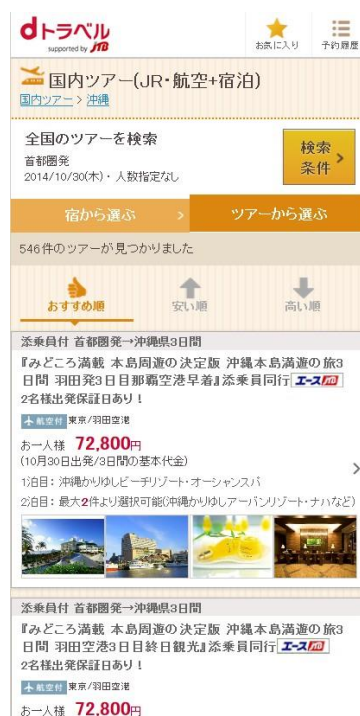 dトラベル
supported by JTB
お気に入り
予約履歴
国内ツアー(JR・航空+宿泊)
国内ツアー > 沖縄
全国のツアーを検索
首都圏発
2014/10/30(木)・人数指定なし
検索
条件
宿から選ぶ
ツアーから選ぶ
546件のツアーが見つかりました
おすすめ順
安い順
高い順
添乗員付 首都圏発→沖縄県3日間
『みどころ満載 本島周遊の決定版 沖縄本島満遊の旅3
日間 羽田発3日目那覇空港早着』添乗員同行 エースJTB
2名様出発保証日あり！
航空付 東京/羽田空港
お一人様 72,800円
(10月30日出発/3日間の基本代金)
1泊目：沖縄かりゆしビーチリゾート・オーシャンスパ
2泊目：最大2件より選択可能(沖縄かりゆしアーバンリゾート・ナハなど)
添乗員付 首都圏発→沖縄県3日間
『みどころ満載 本島周遊の決定版 沖縄本島満遊の旅3
日間 羽田空港3日目終日観光』添乗員同行 エースJTB
2名様出発保証日あり！
航空付 東京/羽田空港
お一人様 72,800円